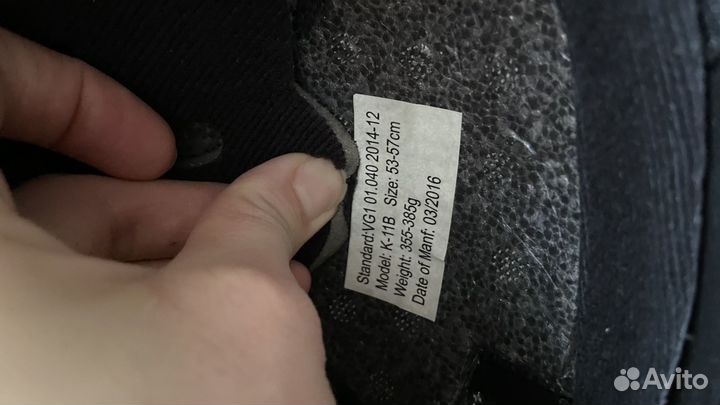 Standard:VG1 01.040 2014-12
Model: K-11B Size: 53-57cm
Weight: 355-385g
Date of Manf: 03/2016
Avito